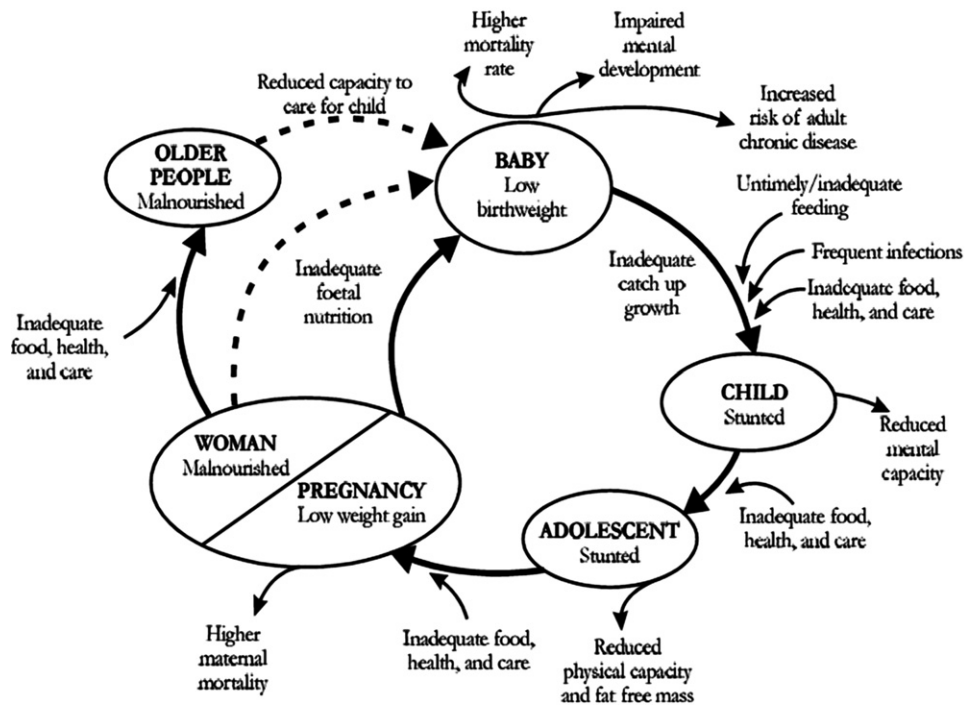 Higher
mortality
rate
Impaired
mental
development
Reduced capacity to
care for child
Increased
risk of adult
chronic disease
OLDER
PEOPLE
Malnourished
BABY
Low
birthweight
Untimely/inadequate
feeding
Frequent infections
Inadequate food,
health, and care
Inadequate
catch up
growth
Inadequate
foetal
nutrition
Inadequate
food, health,
and care
CHILD
Stunted
Reduced
mental
capacity
WOMAN
Malnourished
PREGNANCY
Low weight gain
ADOLESCENT
Stunted
Inadequate food,
health, and care
Higher
maternal
mortality
Inadequate food,
health, and care
Reduced
physical capacity
and fat free mass